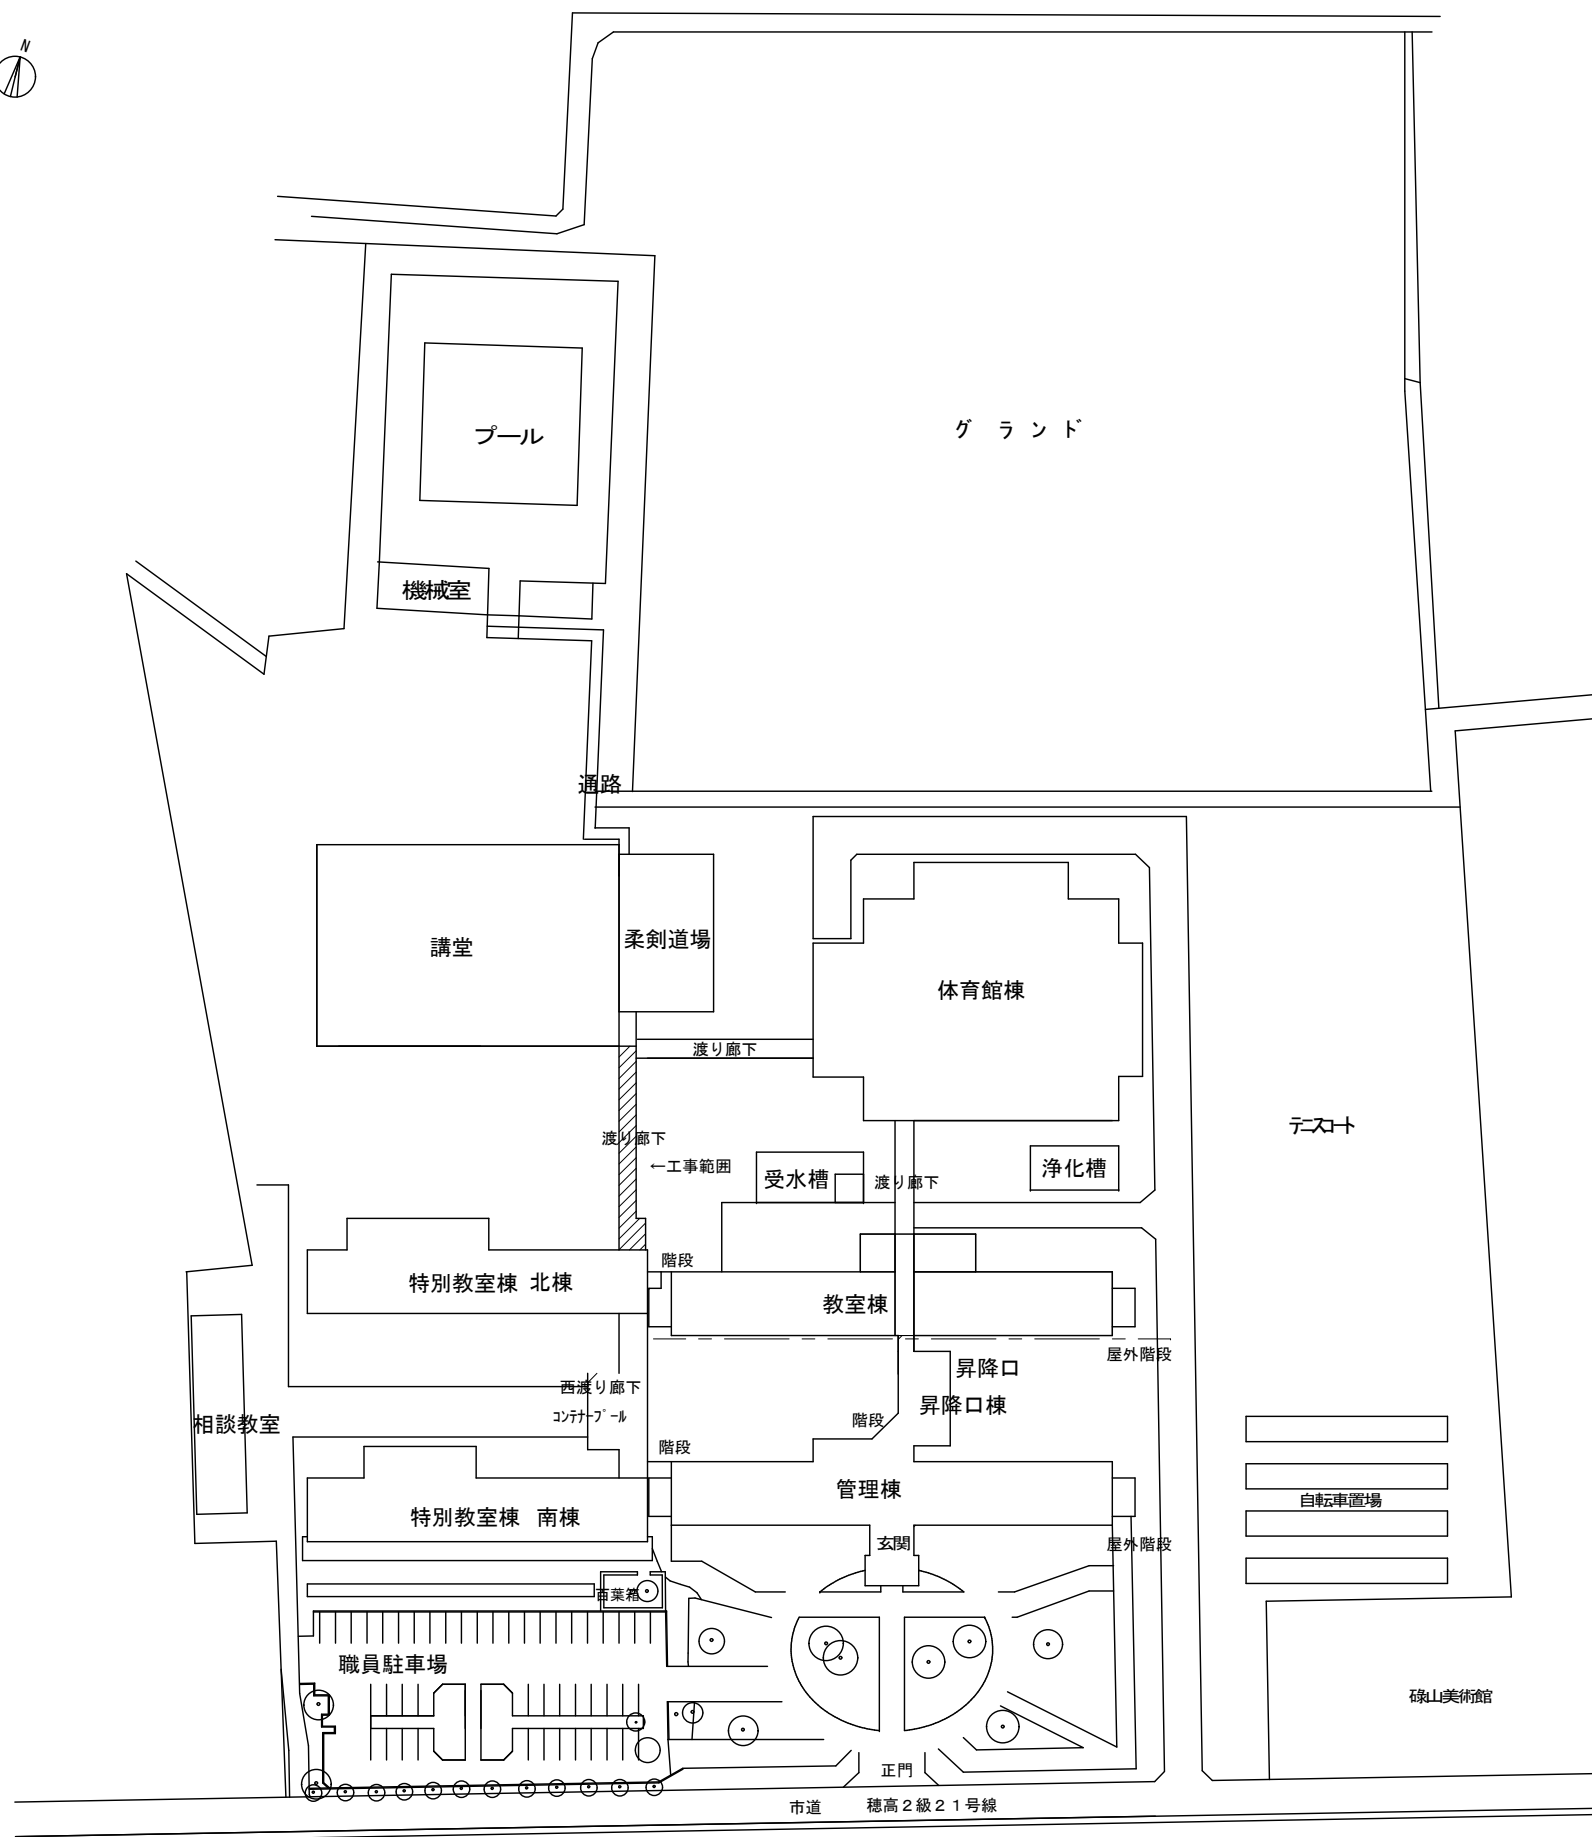 N
グ ラ ン ド
プール
機械室
通路
講堂
柔剣道場
体育館棟
渡り廊下
テニスコート
渡り廊下
←工事範囲
受水槽
渡り廊下
浄化槽
階段
特別教室棟 北棟
教室棟
屋外階段
昇降口
西渡り廊下
昇降口棟
コンテナープール
階段
相談教室
階段
管理棟
自転車置場
特別教室棟 南棟
玄関
屋外階段
百葉箱
職員駐車場
碌山美術館
正門
市道 穂高2級21号線